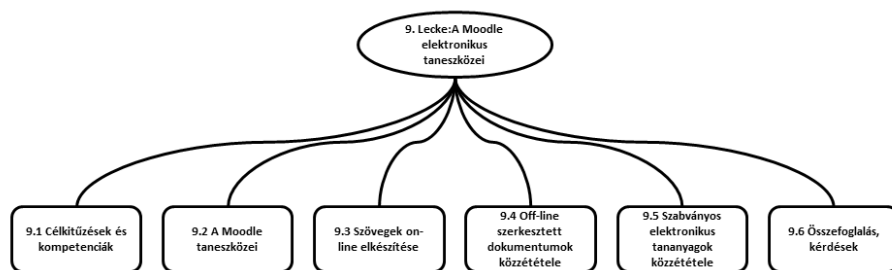 9. Lecke:A Moodle
elektronikus
taneszközei
9.1 Célkitűzések és
kompetenciák
9.2 A Moodle
taneszközei
9.3 Szövegek on-
line elkészítése
9.4 Off-line
szerkesztett
dokumentumok
közzététele
9.5 Szabványos
elektronikus
tananyagok
közzététele
9.6 Összefoglalás,
kérdések